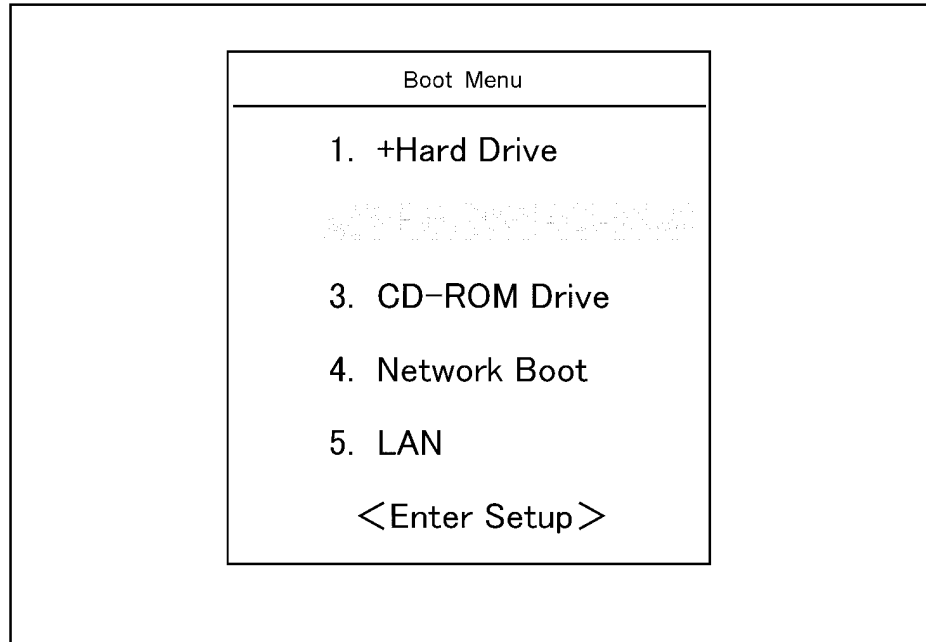 Boot Menu
1. +Hard Drive
3. CD-ROM Drive
4. Network Boot
5. LAN
<Enter Setup>